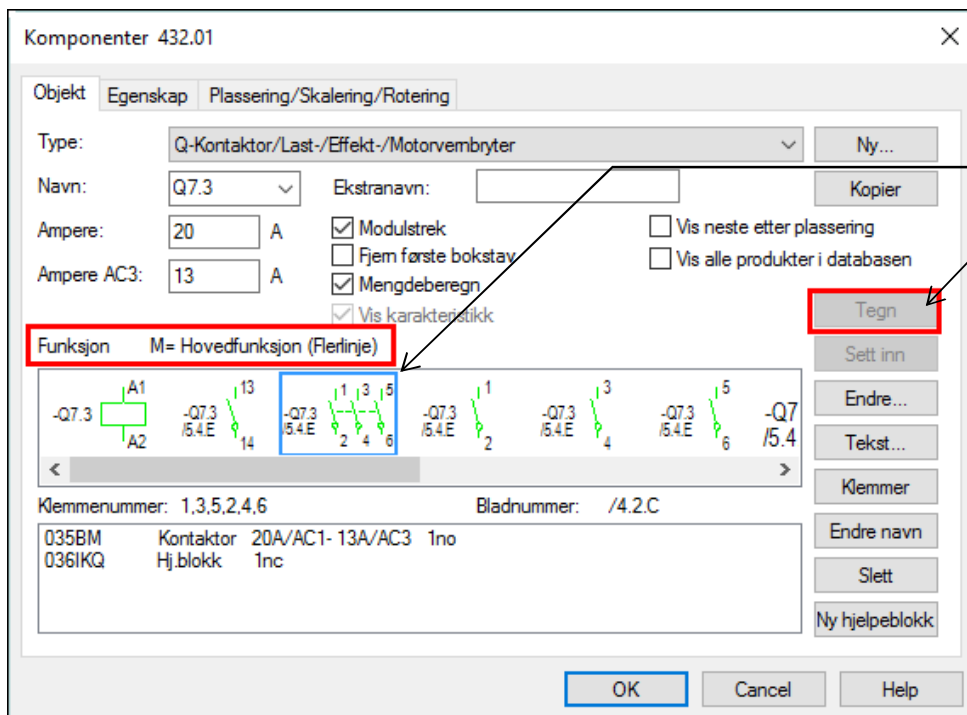 Komponenter 432.01
Objekt Egenskap Plassering/Skalering/Rotering
Type: Q-Kontaktor/Last-/Effekt-/Motorvernbryter Ny...
Navn: Q7.3 Ekstranavn: Kopier
Ampere: 20 A Modulstrek Vis neste etter plassering
Fjern første bokstav Vis alle produkter i databasen
Ampere AC3: 13 A Mengdeberegn
Vis karakteristikk Tegn
Funksjon M= Hovedfunksjon (Flerlinje) Sett inn
A1 13 1 3 5 1 3 5 Endre...
-Q7.3 -Q7.3 -Q7.3 -Q7.3 -Q7.3 -Q7.3 -Q7
/5.4.E /5.4.E /5.4.E /5.4.E /5.4.E /5.4
A2 14 2 4 6 2 4 6 Tekst...
Klemmer
Klemmenummer: 1,3,5,2,4,6 Bladnummer: /4.2.C
035BM Kontaktor 20A/AC1- 13A/AC3 1no Endre navn
036IKQ Hj.blokk 1nc
Slett
Ny hjelpeblokk
OK Cancel Help